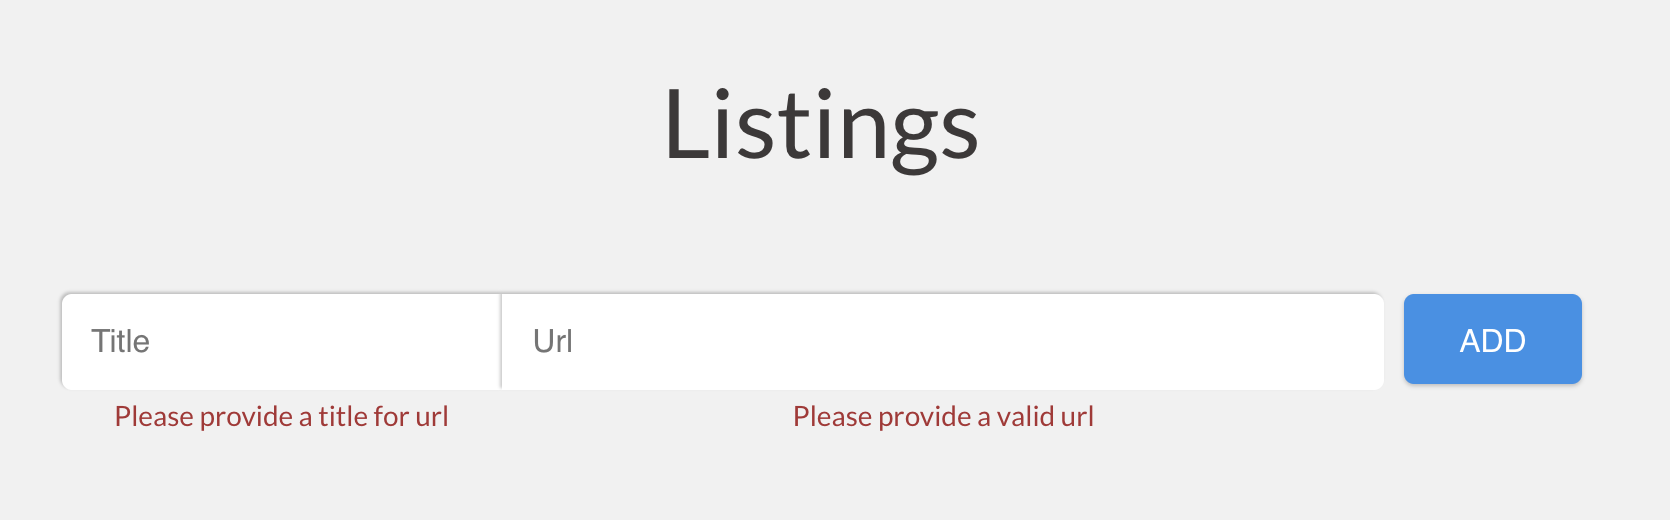 Listings
Title
Url
ADD
Please provide a title for url
Please provide a valid url